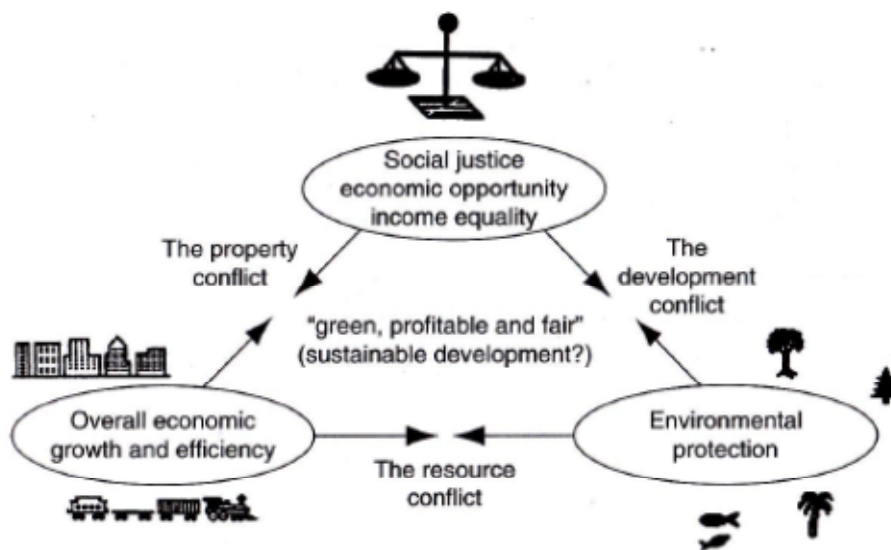 Social justice
economic opportunity
income equality
The property
conflict
The
development
conflict
"green, profitable and fair"
(sustainable development?)
Overall economic
growth and efficiency
Environmental
protection
The resource
conflict